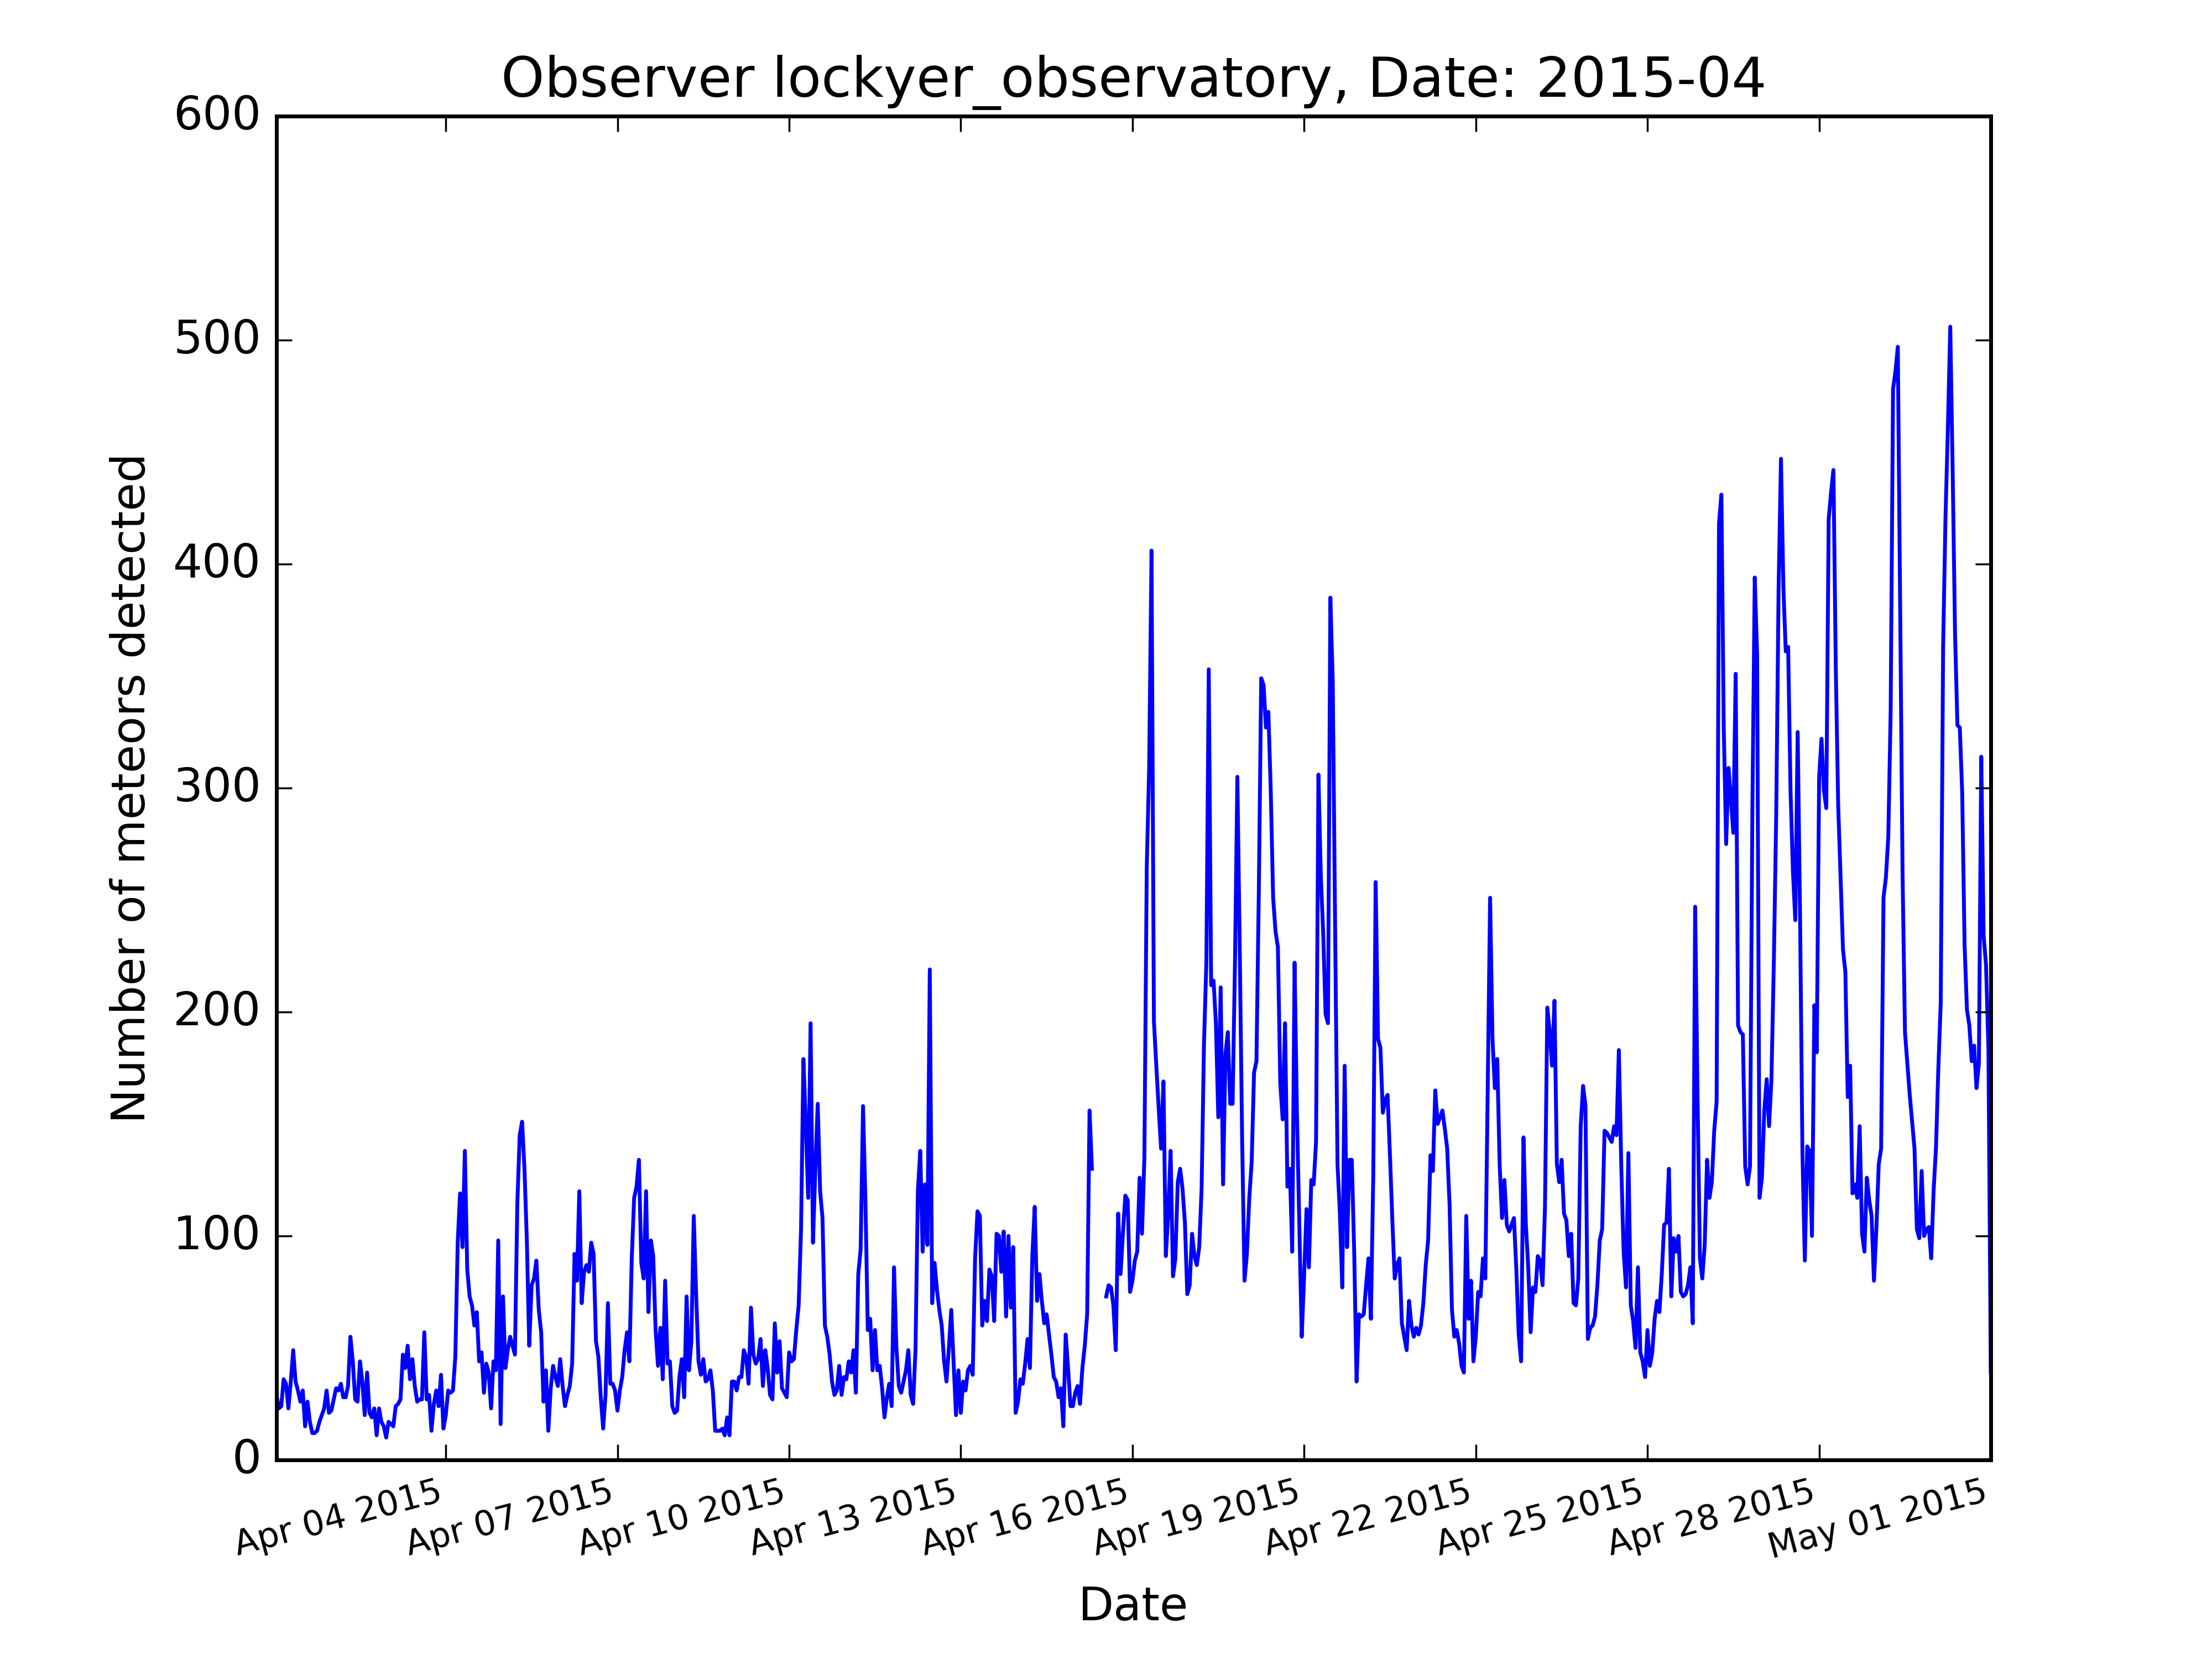 Observer lockyer_observatory, Date: 2015-04
600
500
400
300
200
100
0
Number of meteors detected
Apr 04 2015
Apr 07 2015
Apr 10 2015
Apr 13 2015
Apr 16 2015
Apr 19 2015
Apr 22 2015
Apr 25 2015
Apr 28 2015
May 01 2015
Date